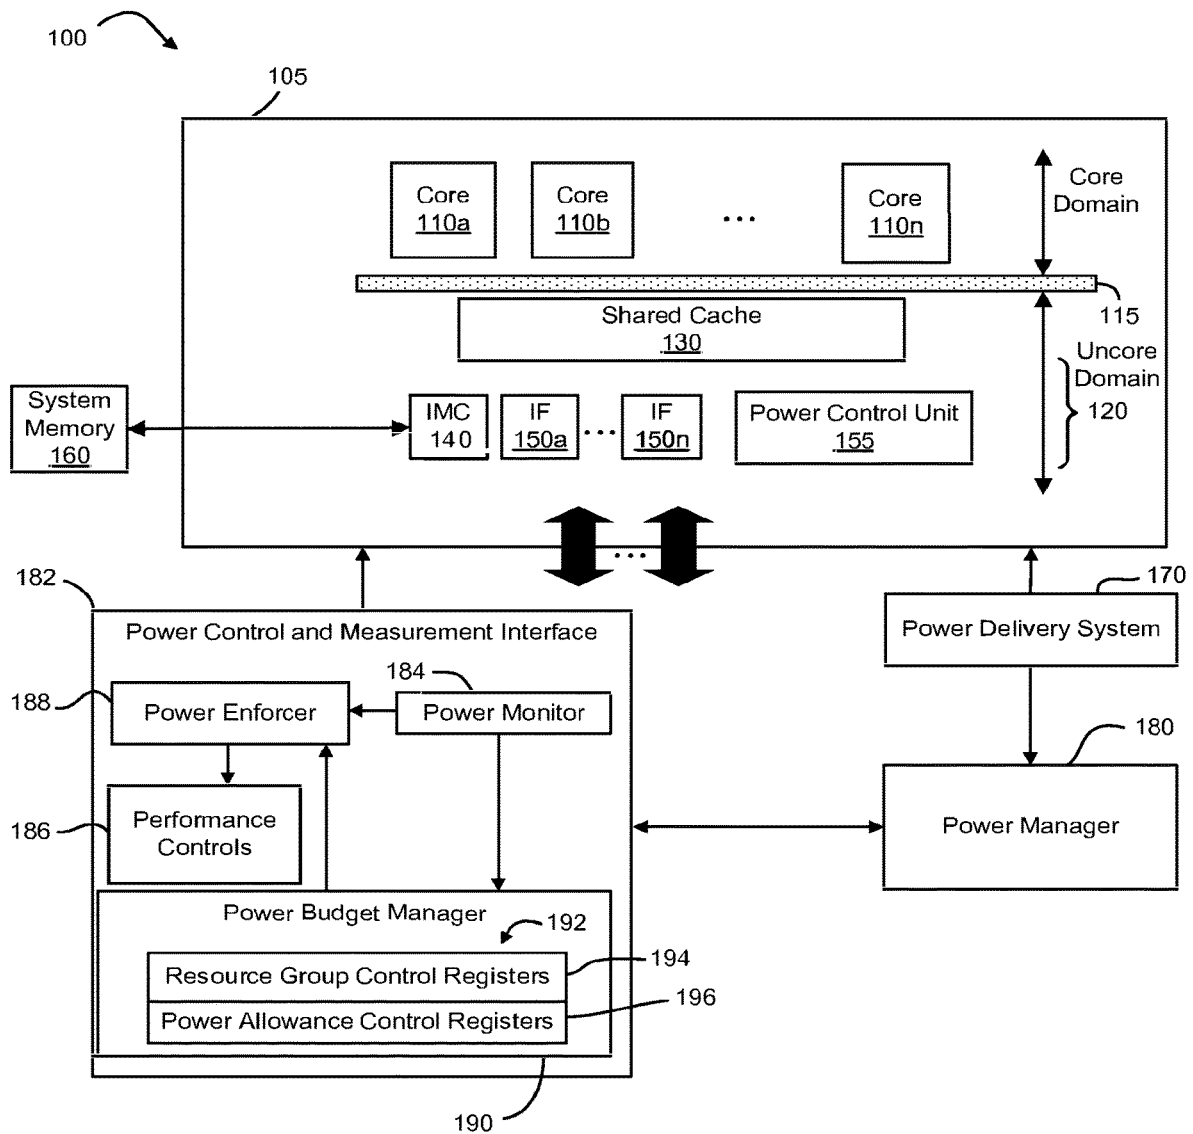 100
105
Core
110a
Core
110b
...
Core
110n
Core
Domain
115
Shared Cache
130
Uncore
Domain
120
System
Memory
160
IMC
140
IF
150a
...
IF
150n
Power Control Unit
155
...
182
170
Power Control and Measurement Interface
Power Delivery System
184
188
Power Enforcer
Power Monitor
180
186
Performance
Controls
Power Manager
Power Budget Manager
192
Resource Group Control Registers
194
Power Allowance Control Registers
196
190